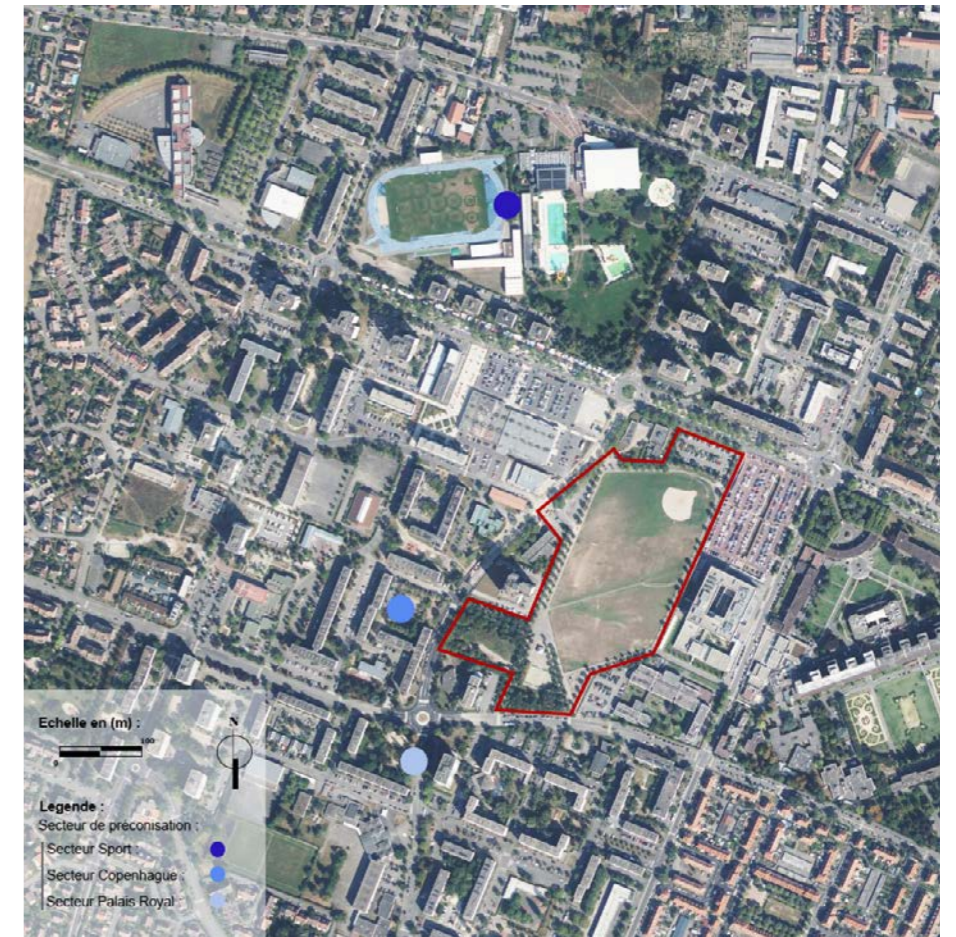 Echelle en (m) :
N
100
0
Legende :
Secteur de préconisation :
Secteur Sport :
Secteur Copenhague :
Secteur Palais Royal :